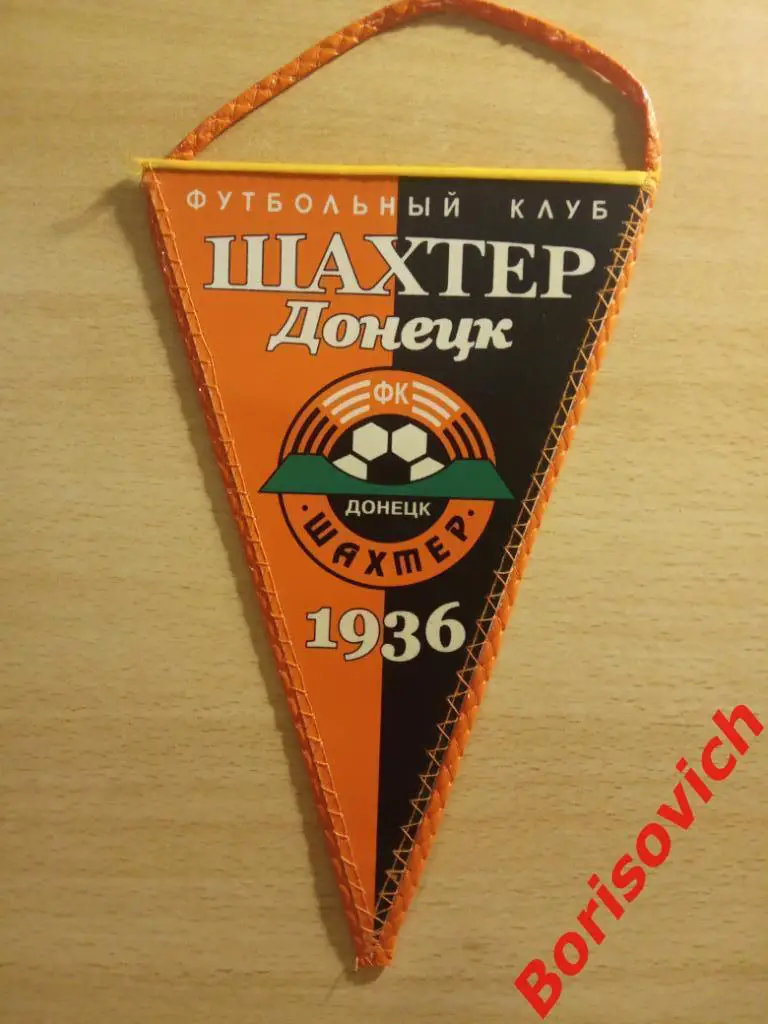 ФУТБОЛЬНЫЙ КЛУБ
ШАХТЕР
Донецк
ФК
ДОНЕЦК
·ШАХТЕР·
1936
Borisovich